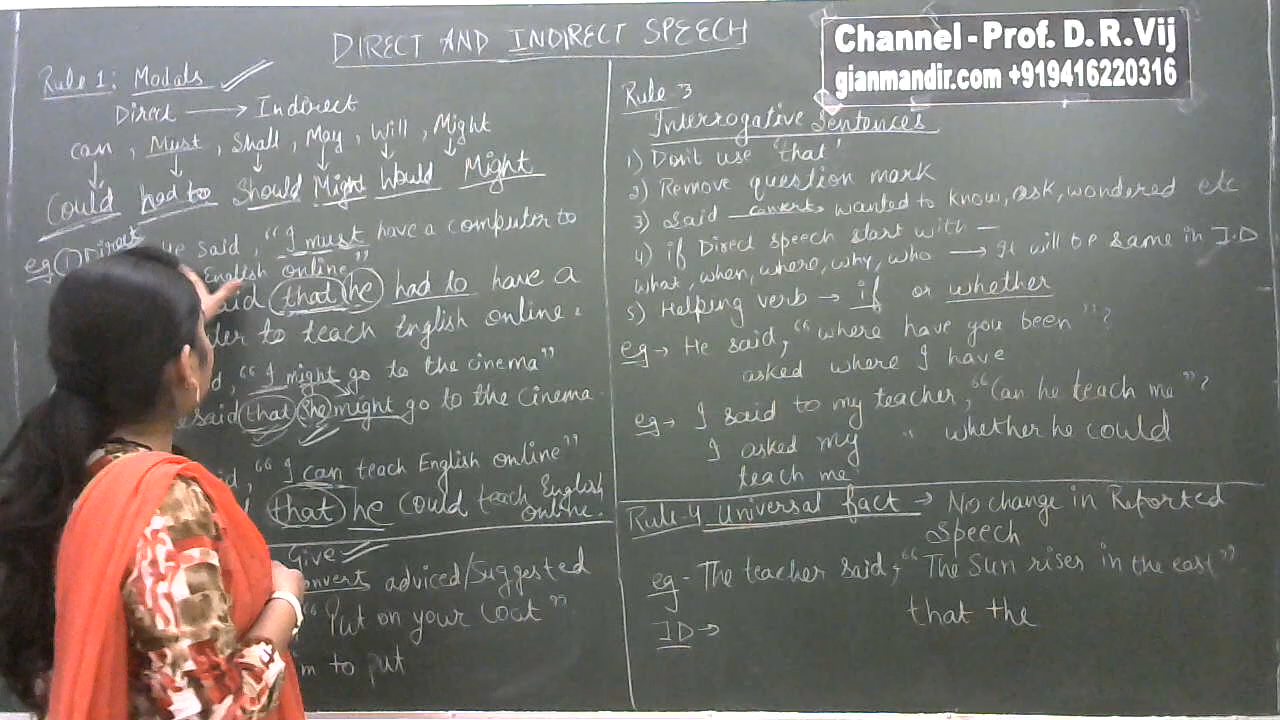 DIRECT AND INDIRECT SPEECH
Channel - Prof. D. R. Vij
gianmandir.com +919416220316
Rule 1: Modals
Direct → Indirect
can, Must, Shall, May, Will, Might
↓ ↓ ↓ ↓ ↓ ↓
Could had to Should Might Would Might
eg ① Direct He said, "I must have a computer to
English online"
that he had to have a
to teach English online.
"I might go to the cinema"
said that she might go to the cinema.
"I can teach English online"
that he could teach English
online.
Give
convert adviced/suggested
"Put on your coat"
to put
Rule 3
Interrogative Sentences
1) Don't use 'that'
2) Remove question mark
3) Said converts wanted to know, ask, wondered etc
4) if Direct speech start with –
what, when, where, why, who → It will be same in I.D
5) Helping verb → if or whether
eg → He said, "where have you been"?
asked where I have
eg → I said to my teacher, "Can he teach me"?
I asked my " whether he could
teach me
Rule-4 Universal fact → No change in Reported
Speech
eg - The teacher said, "The Sun rises in the east"
ID → that the